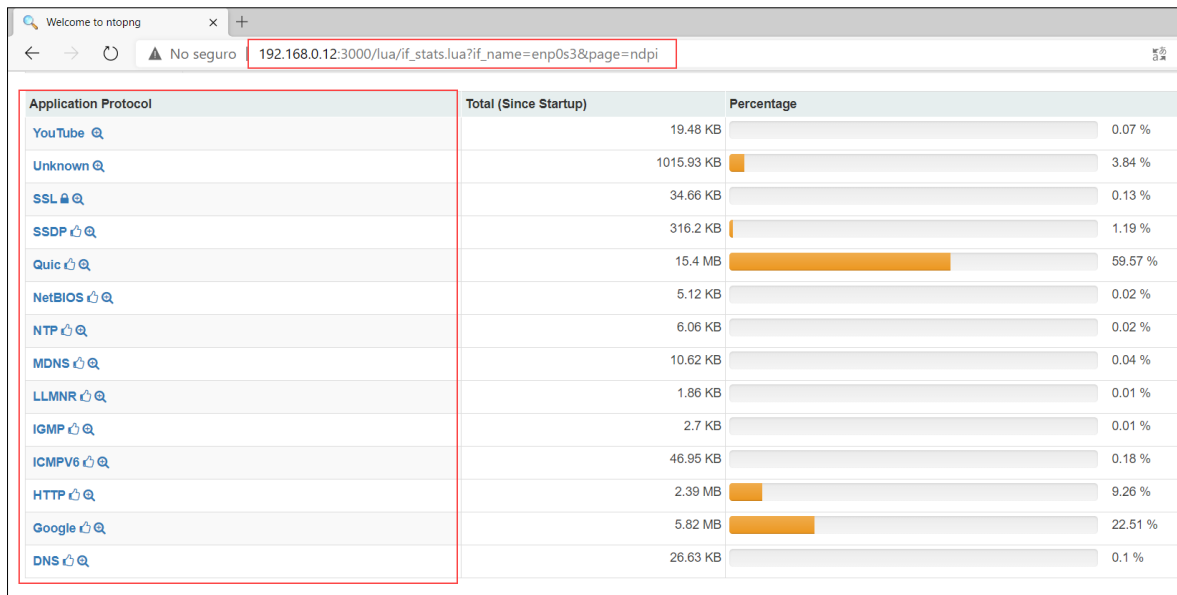 Welcome to ntopng
No seguro 192.168.0.12:3000/lua/if_stats.lua?if_name=enp0s3&page=ndpi
Application Protocol Total (Since Startup) Percentage
YouTube 19.48 KB 0.07 %
Unknown 1015.93 KB 3.84 %
SSL 34.66 KB 0.13 %
SSDP 316.2 KB 1.19 %
Quic 15.4 MB 59.57 %
NetBIOS 5.12 KB 0.02 %
NTP 6.06 KB 0.02 %
MDNS 10.62 KB 0.04 %
LLMNR 1.86 KB 0.01 %
IGMP 2.7 KB 0.01 %
ICMPV6 46.95 KB 0.18 %
HTTP 2.39 MB 9.26 %
Google 5.82 MB 22.51 %
DNS 26.63 KB 0.1 %